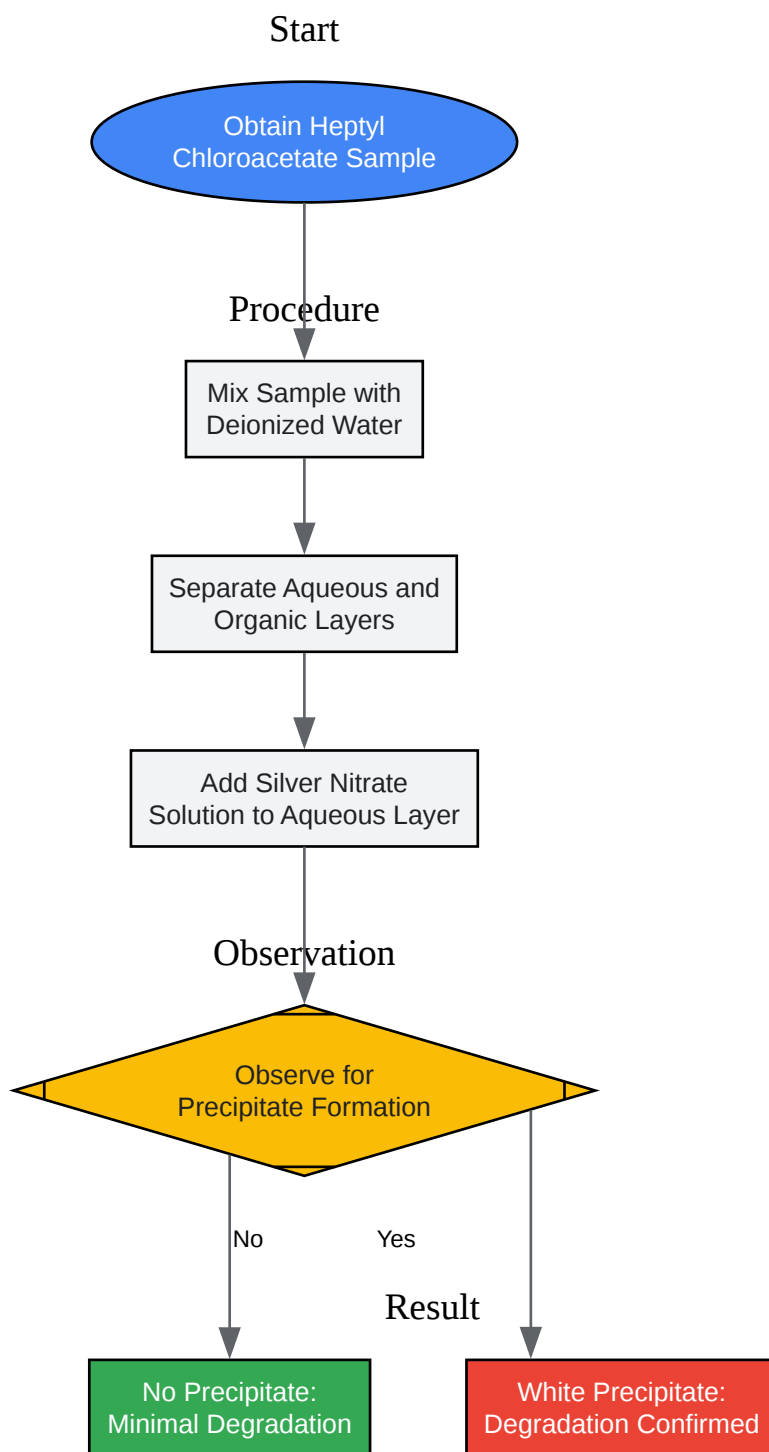 Start
Obtain Heptyl
Chloroacetate Sample
Procedure
Mix Sample with
Deionized Water
Separate Aqueous and
Organic Layers
Add Silver Nitrate
Solution to Aqueous Layer
Observation
Observe for
Precipitate Formation
No
Yes
Result
No Precipitate:
Minimal Degradation
White Precipitate:
Degradation Confirmed